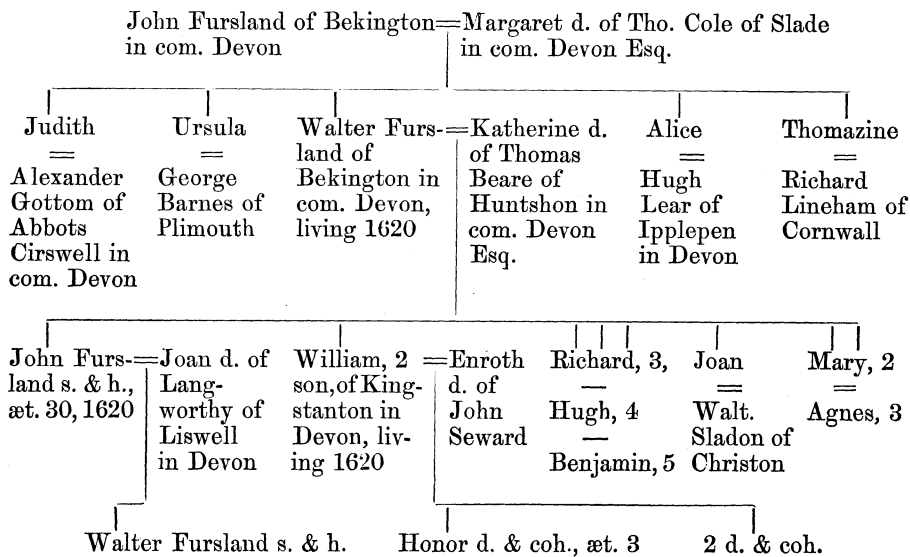 John Fursland of Bekington=Margaret d. of Tho. Cole of Slade
in com. Devon
in com. Devon Esq.
Judith
=
Alexander
Gottom of
Abbots
Cirswell in
com. Devon
Ursula
=
George
Barnes of
Plimouth
Walter Furs-
land of
Bekington in
com. Devon,
living 1620
=Katherine d.
of Thomas
Beare of
Huntshon in
com. Devon
Esq.
Alice
=
Hugh
Lear of
Ipplepen
in Devon
Thomazine
=
Richard
Lineham of
Cornwall
John Furs-
land s. & h.,
æt. 30, 1620
=Joan d. of
Lang-
worthy of
Liswell
in Devon
William, 2
son, of King-
stanton in
Devon, liv-
ing 1620
=Enroth
d. of
John
Seward
Richard, 3,
—
Hugh, 4
—
Benjamin, 5
Joan
=
Walt.
Sladon of
Christon
Mary, 2
=
Agnes, 3
Walter Fursland s. & h.
Honor d. & coh., æt. 3
2 d. & coh.